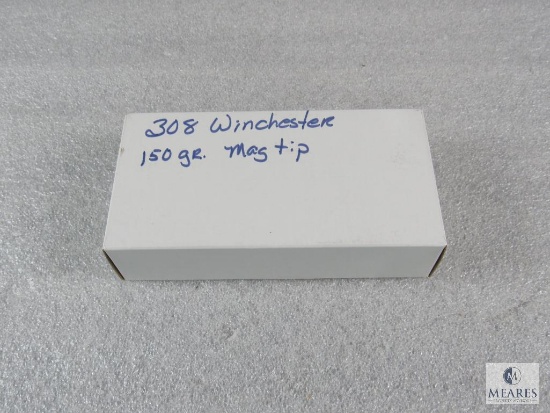 308 Winchester
150 gr. Mag tip
MEARES